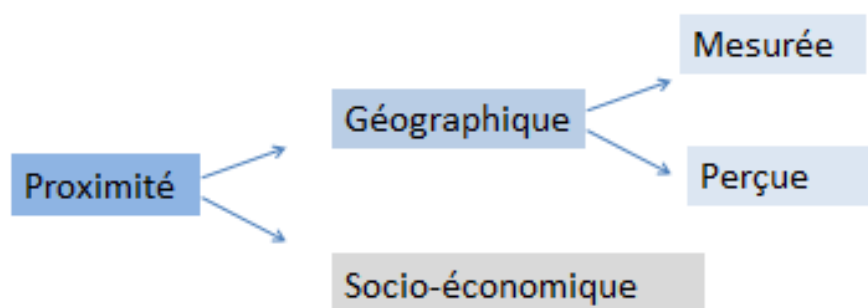 Proximité
Géographique
Mesurée
Perçue
Socio-économique